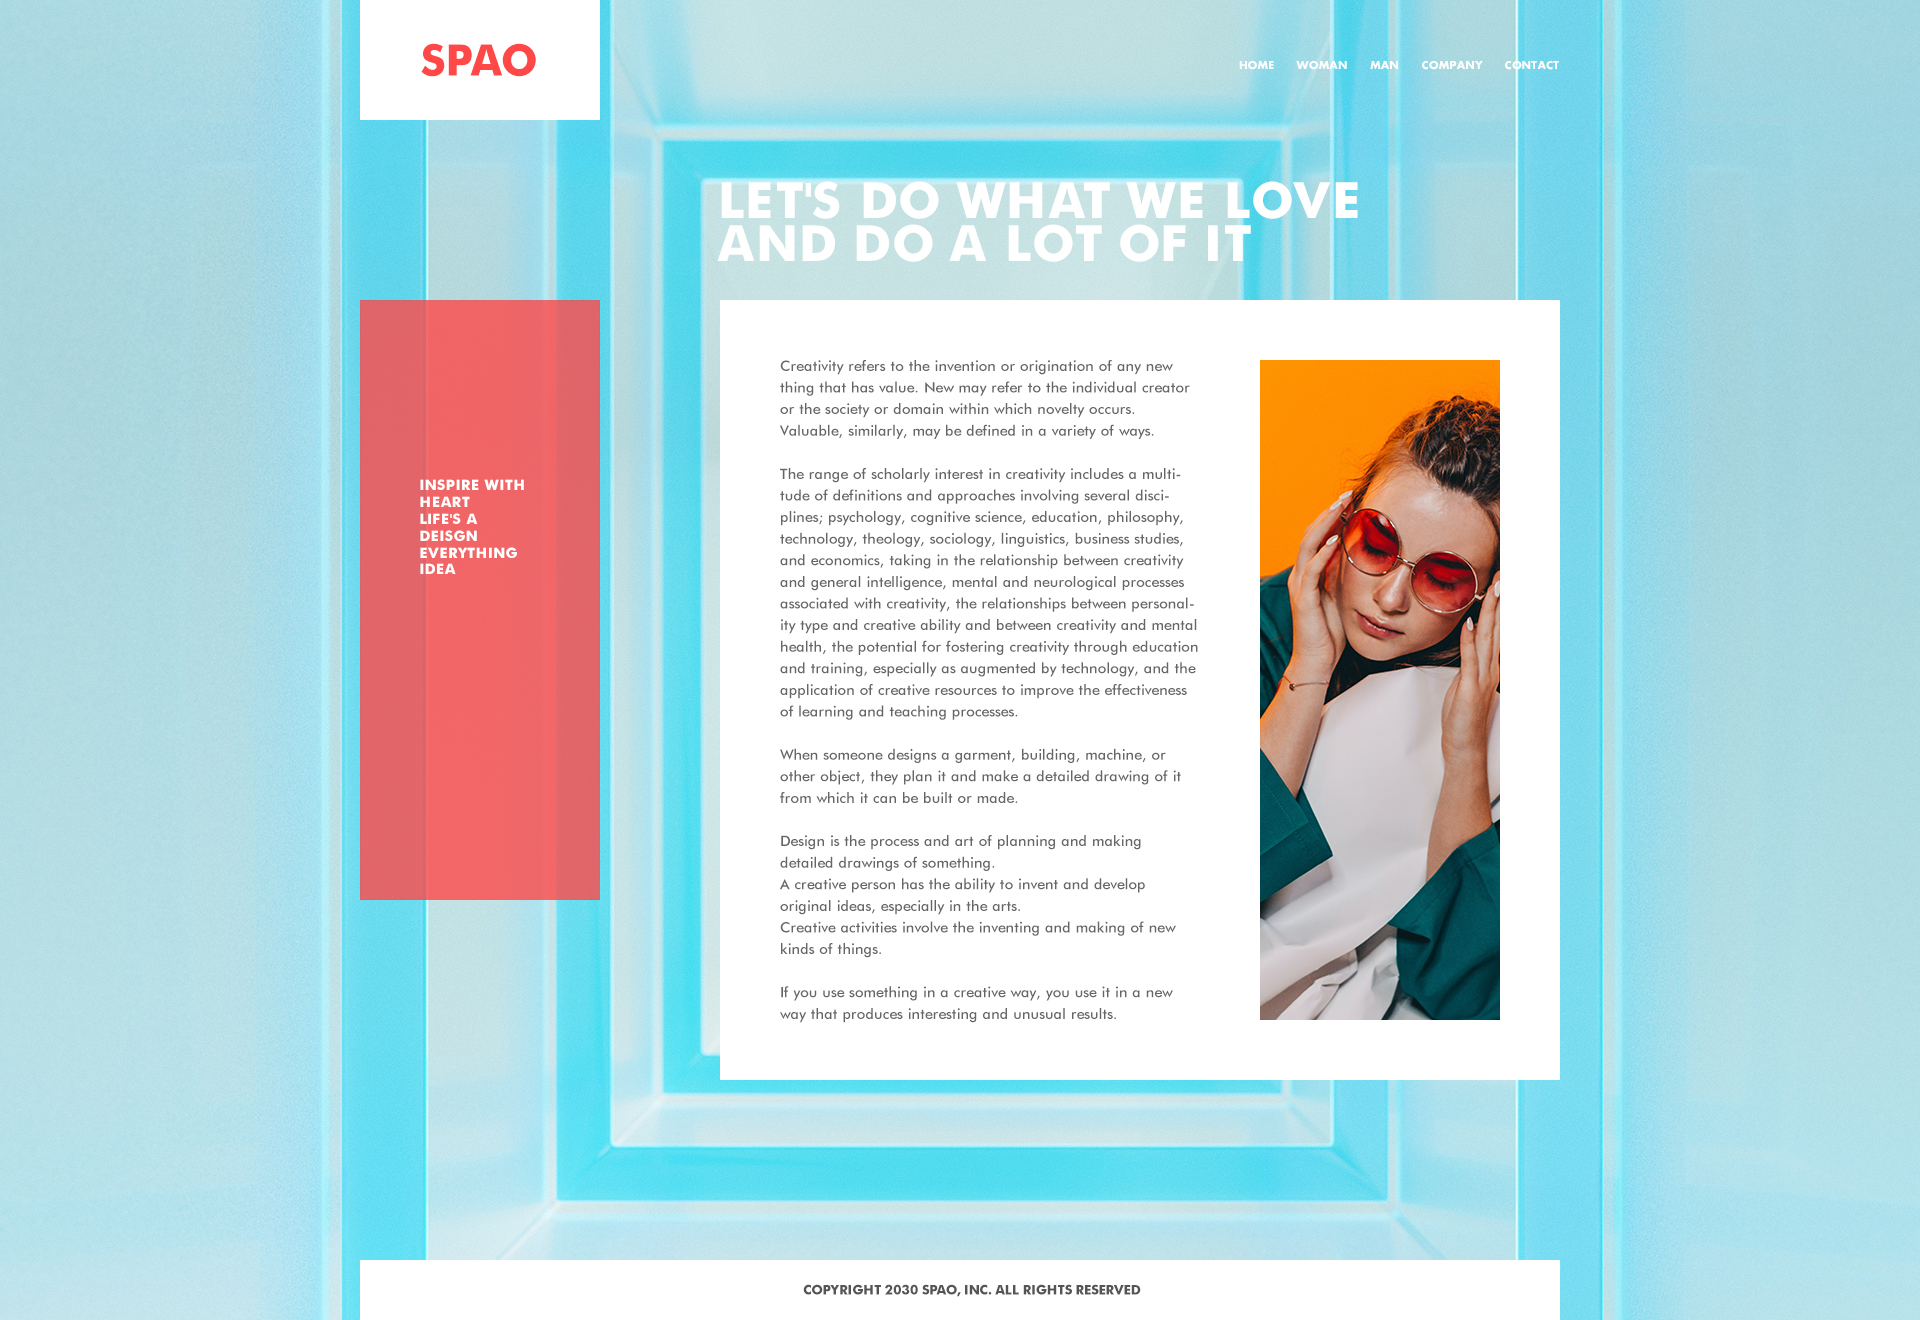 SPAO
HOME WOMAN MAN COMPANY CONTACT
LET'S DO WHAT WE LOVE
AND DO A LOT OF IT
INSPIRE WITH
HEART
LIFE'S A
DEISGN
EVERYTHING
IDEA
Creativity refers to the invention or origination of any new
thing that has value. New may refer to the individual creator
or the society or domain within which novelty occurs.
Valuable, similarly, may be defined in a variety of ways.
The range of scholarly interest in creativity includes a multi-
tude of definitions and approaches involving several disci-
plines; psychology, cognitive science, education, philosophy,
technology, theology, sociology, linguistics, business studies,
and economics, taking in the relationship between creativity
and general intelligence, mental and neurological processes
associated with creativity, the relationships between personal-
ity type and creative ability and between creativity and mental
health, the potential for fostering creativity through education
and training, especially as augmented by technology, and the
application of creative resources to improve the effectiveness
of learning and teaching processes.
When someone designs a garment, building, machine, or
other object, they plan it and make a detailed drawing of it
from which it can be built or made.
Design is the process and art of planning and making
detailed drawings of something.
A creative person has the ability to invent and develop
original ideas, especially in the arts.
Creative activities involve the inventing and making of new
kinds of things.
If you use something in a creative way, you use it in a new
way that produces interesting and unusual results.
COPYRIGHT 2030 SPAO, INC. ALL RIGHTS RESERVED